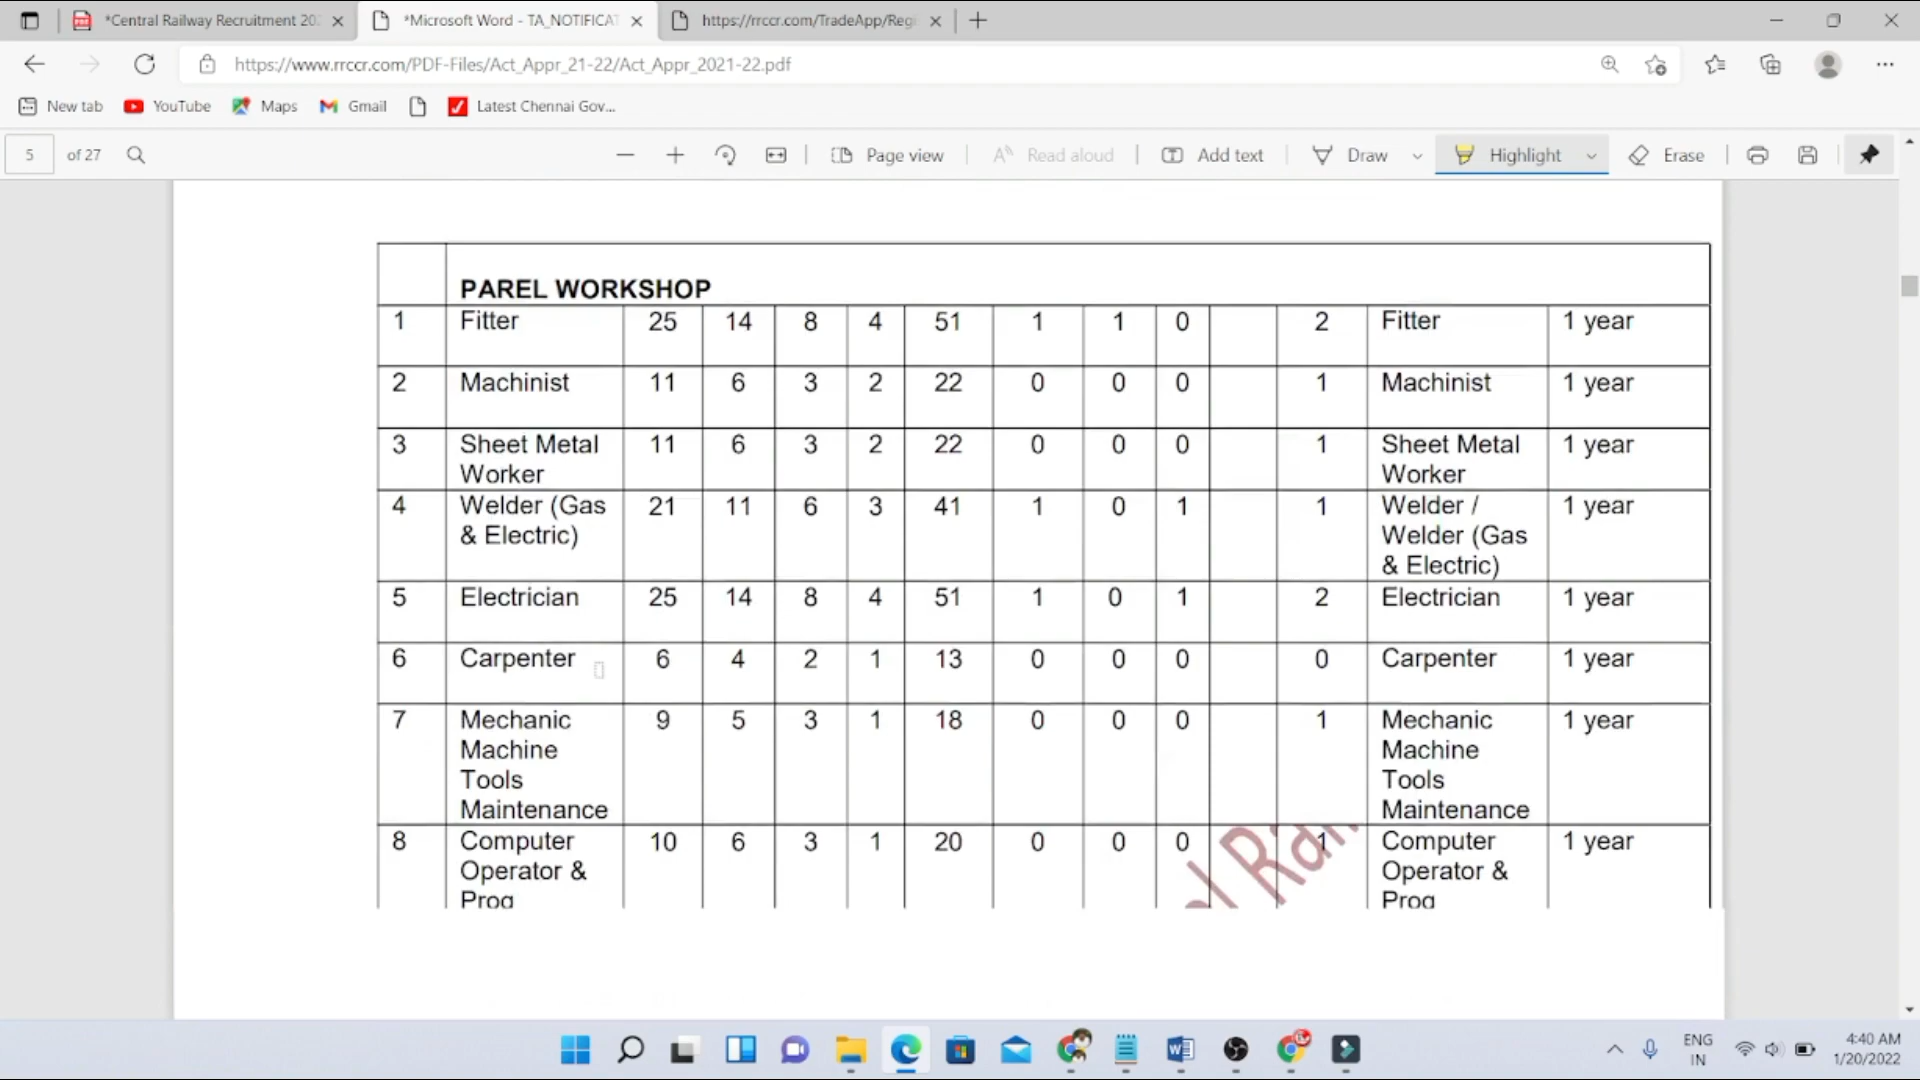 *Central Railway Recruitment 20
*Microsoft Word - TA_NOTIFICAT
https://rrccr.com/TradeApp/Regi
https://www.rrccr.com/PDF-Files/Act_Appr_21-22/Act_Appr_2021-22.pdf
New tab YouTube Maps Gmail Latest Chennai Gov...
5 of 27 Page view Read aloud Add text Draw Highlight Erase
PAREL WORKSHOP
1 Fitter 25 14 8 4 51 1 1 0 2 Fitter 1 year
2 Machinist 11 6 3 2 22 0 0 0 1 Machinist 1 year
3 Sheet Metal 11 6 3 2 22 0 0 0 1 Sheet Metal 1 year
Worker Worker
4 Welder (Gas 21 11 6 3 41 1 0 1 1 Welder / 1 year
& Electric) Welder (Gas
& Electric)
5 Electrician 25 14 8 4 51 1 0 1 2 Electrician 1 year
6 Carpenter 6 4 2 1 13 0 0 0 0 Carpenter 1 year
7 Mechanic 9 5 3 1 18 0 0 0 1 Mechanic 1 year
Machine Machine
Tools Tools
Maintenance Maintenance
8 Computer 10 6 3 1 20 0 0 0 1 Computer 1 year
Operator & Operator &
Prog Prog
ENG
IN
4:40 AM
1/20/2022